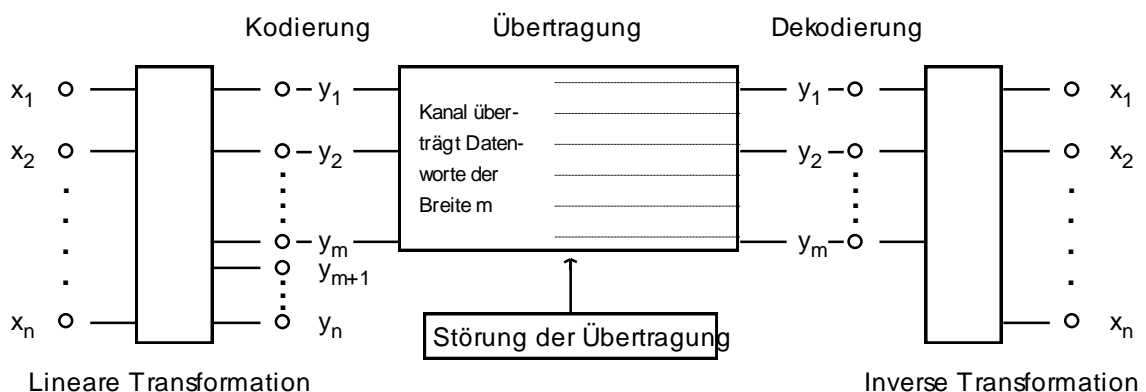 Kodierung Übertragung Dekodierung
x1 y1 y1 x1
Kanal über-
x2 y2 trägt Daten- y2 x2
worte der
Breite m
ym ym
ym+1
xn yn xn
Störung der Übertragung
Lineare Transformation Inverse Transformation